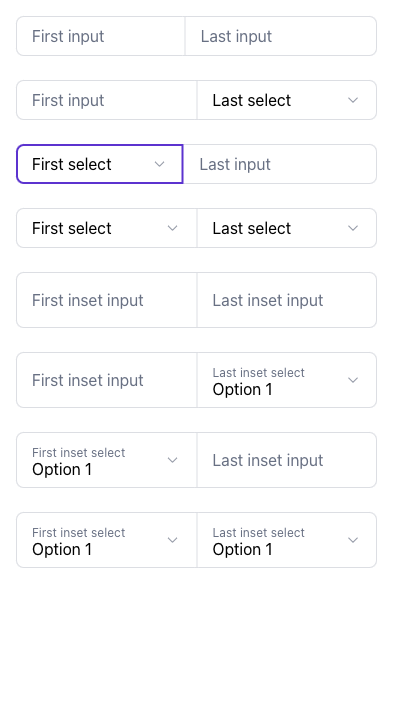 First input Last input
First input Last select
First select Last input
First select Last select
First inset input Last inset input
First inset input Last inset select
Option 1
First inset select Last inset input
Option 1
First inset select Last inset select
Option 1 Option 1